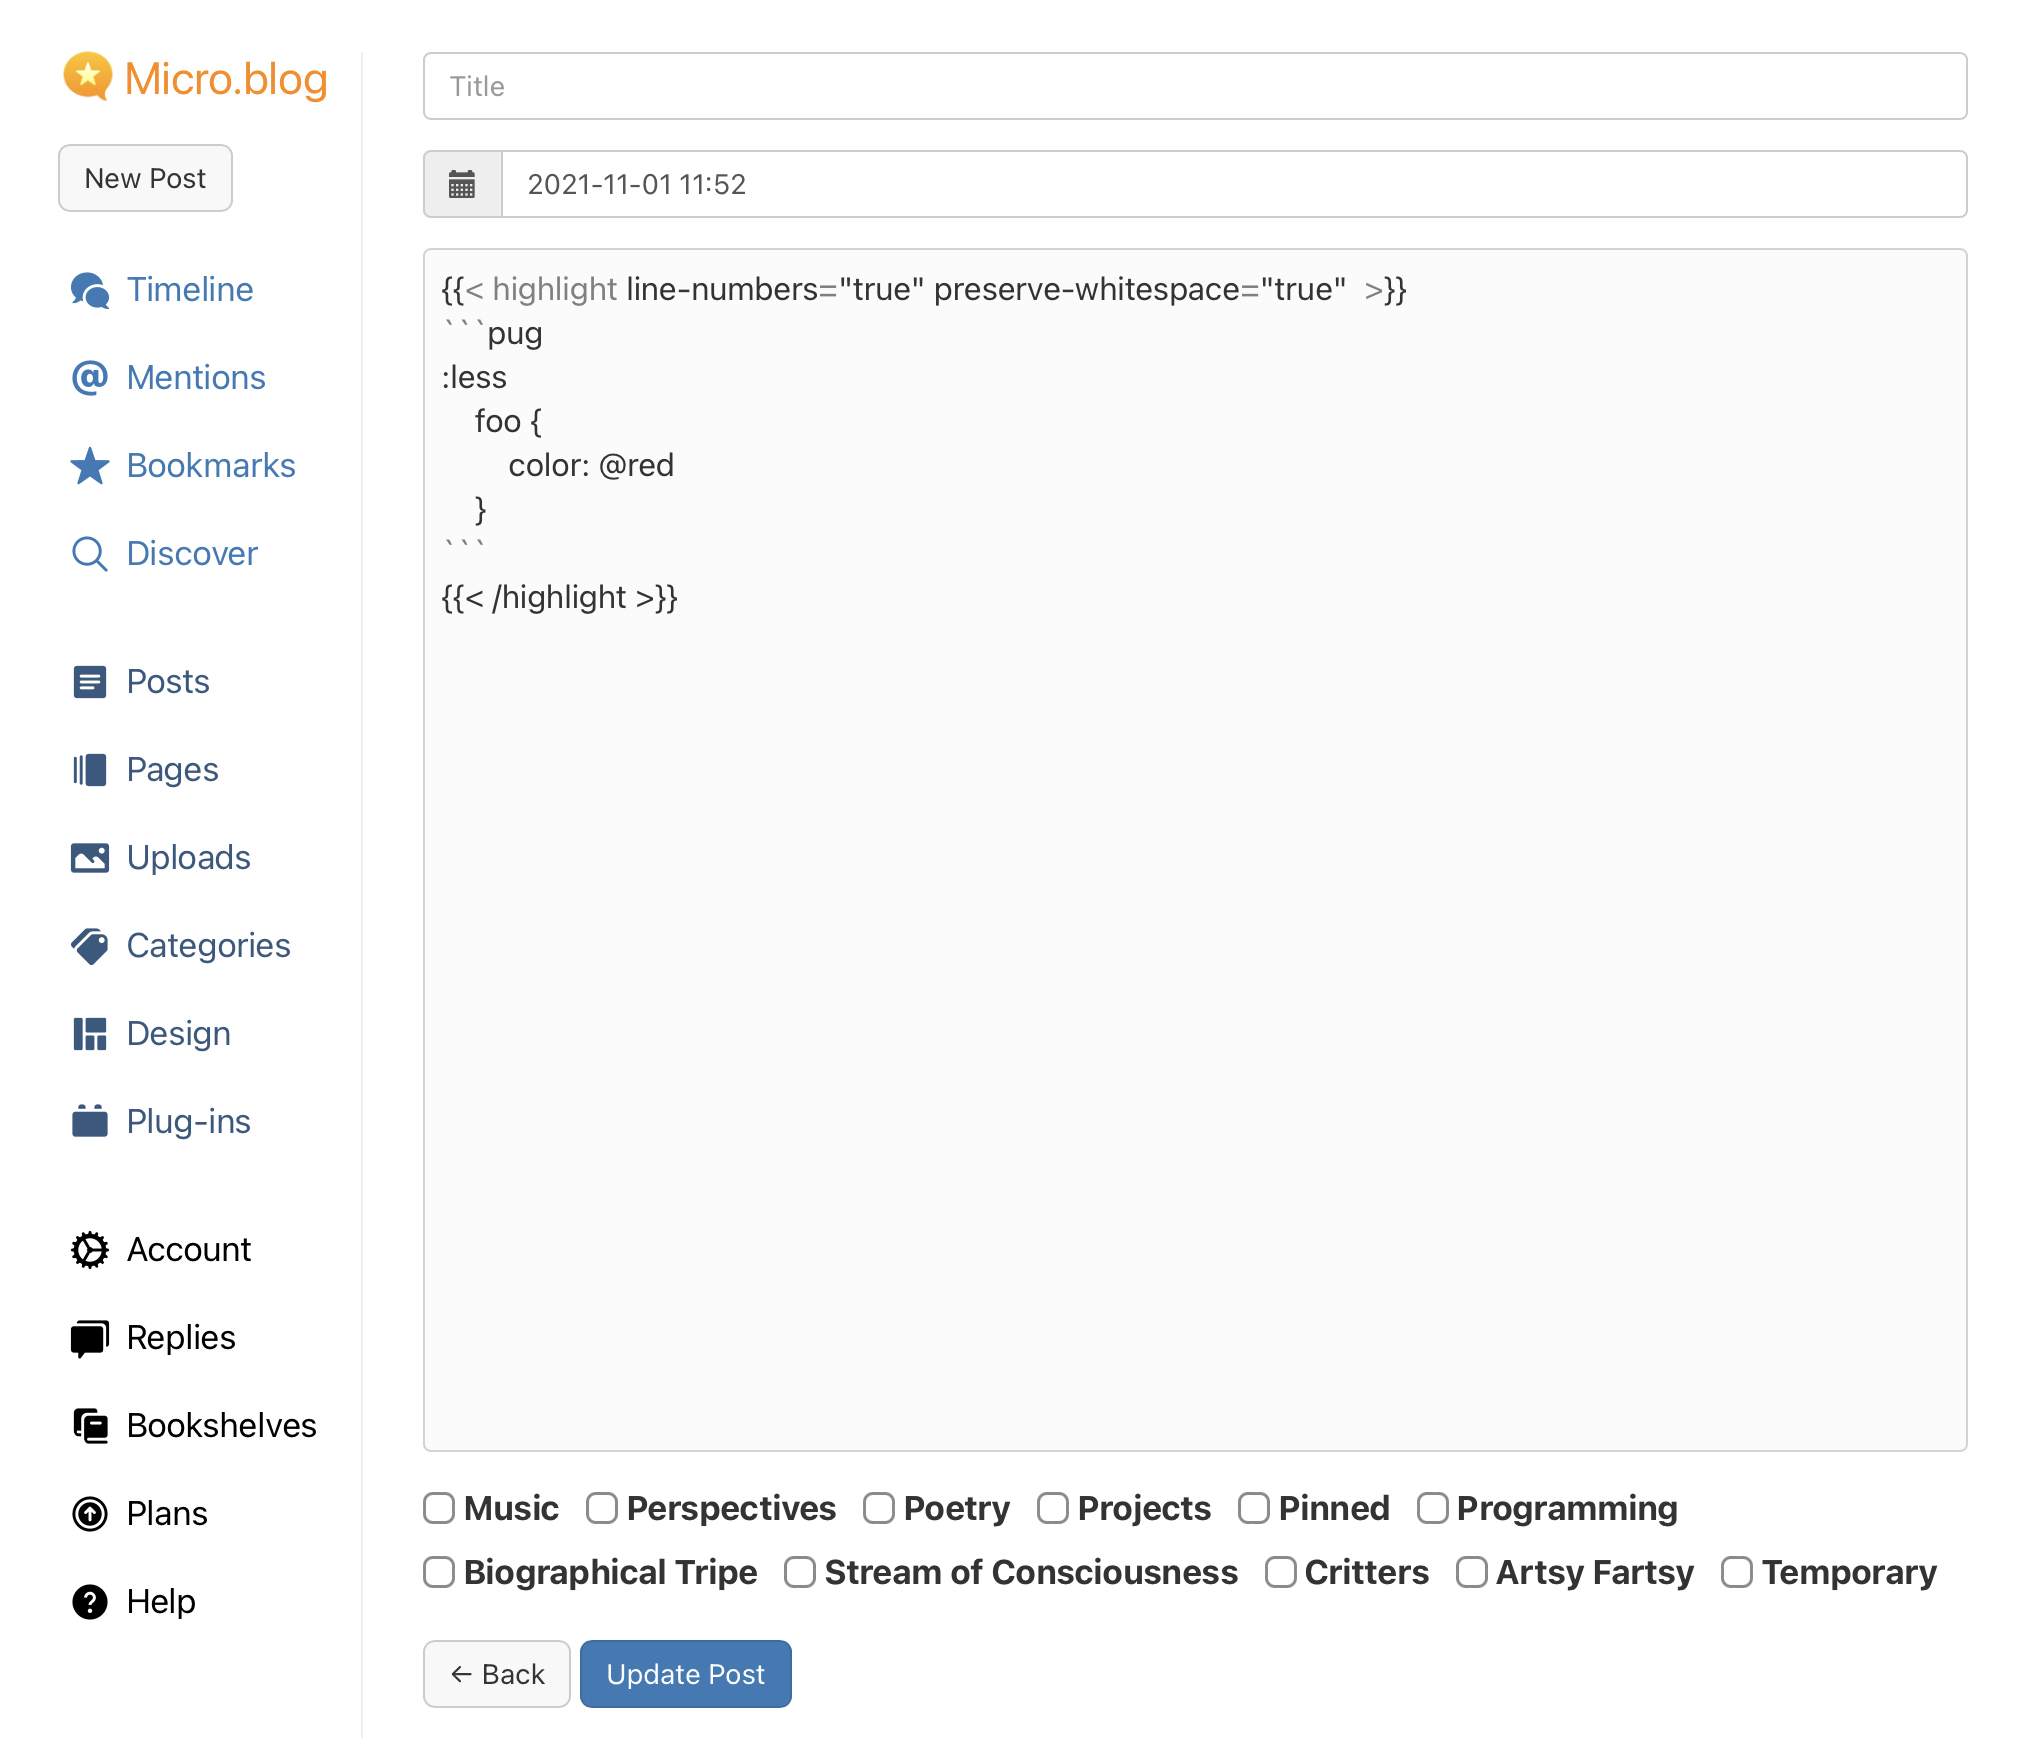 Micro.blog
New Post
Timeline
Mentions
Bookmarks
Discover
Posts
Pages
Uploads
Categories
Design
Plug-ins
Account
Replies
Bookshelves
Plans
Help
Title
2021-11-01 11:52
{{< highlight line-numbers="true" preserve-whitespace="true"  >}}
```pug
:less
    foo {
        color: @red
    }
```
{{< /highlight >}}
Music Perspectives Poetry Projects Pinned Programming
Biographical Tripe Stream of Consciousness Critters Artsy Fartsy Temporary
← Back Update Post